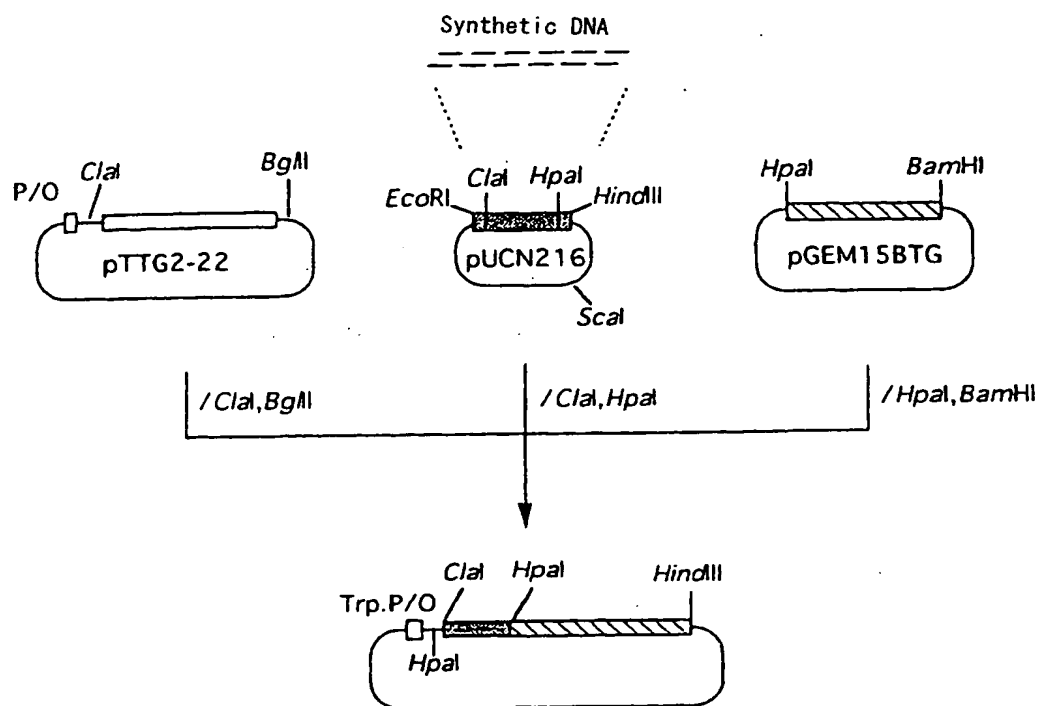 Synthetic DNA
P/O
ClaI
BglII
EcoRI
ClaI
HpaI
HindIII
HpaI
BamHI
pTTG2-22
pUCN216
pGEM15BTG
ScaI
/ClaI,BglII
/ClaI,HpaI
/HpaI,BamHI
ClaI
HpaI
HindIII
Trp.P/O
HpaI